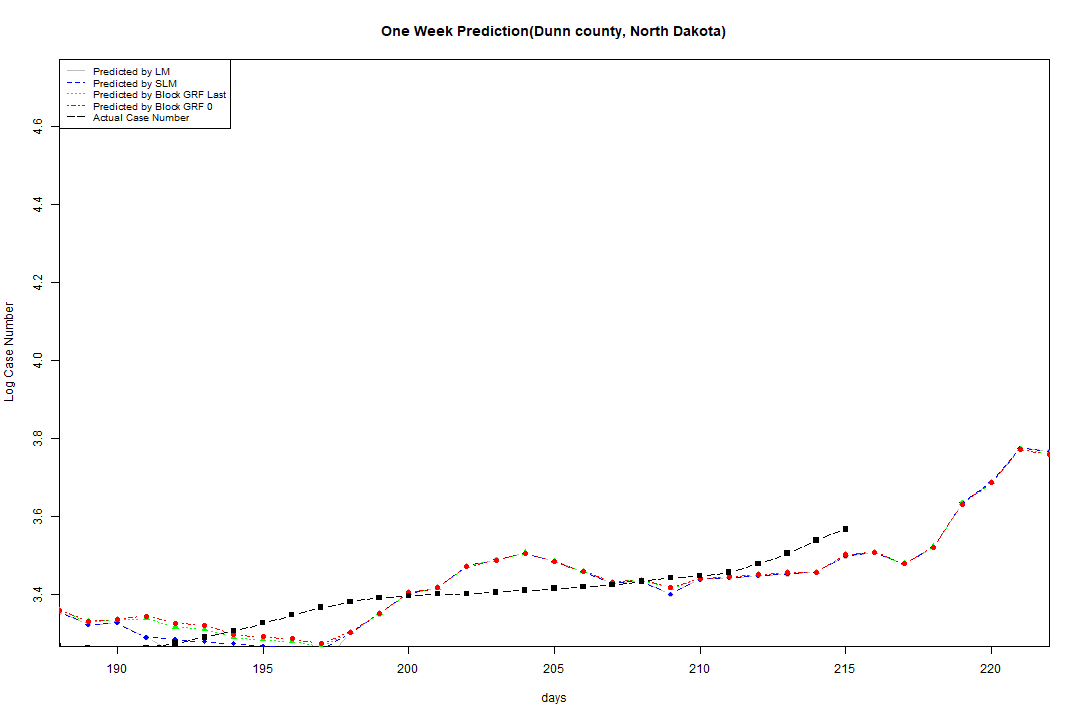 One Week Prediction(Dunn county, North Dakota)
Predicted by LM
Predicted by SLM
Predicted by Block GRF Last
Predicted by Block GRF 0
Actual Case Number
4.6
4.4
4.2
4.0
3.8
3.6
3.4
Log Case Number
190
195
200
205
210
215
220
days